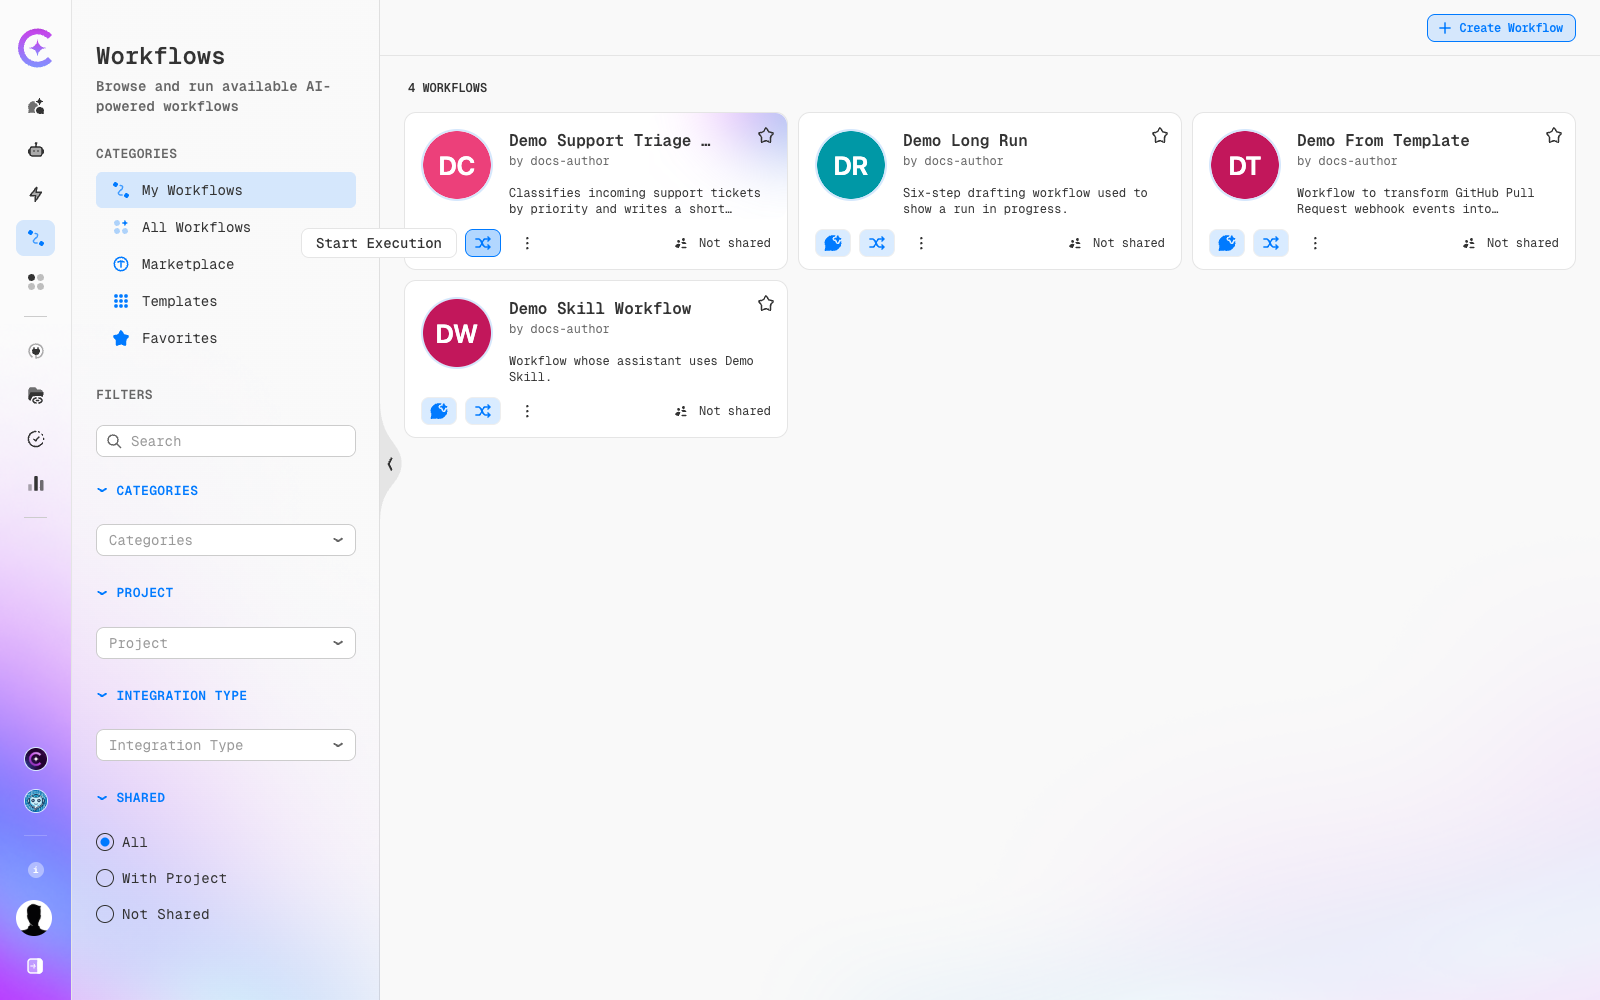 Workflows
Browse and run available AI-
powered workflows
CATEGORIES
My Workflows
All Workflows
Marketplace
Templates
Favorites
FILTERS
Search
CATEGORIES
Categories
PROJECT
Project
INTEGRATION TYPE
Integration Type
SHARED
All
With Project
Not Shared
Create Workflow
4 WORKFLOWS
DC
Demo Support Triage …
by docs-author
Classifies incoming support tickets
by priority and writes a short…
Start Execution
Not shared
DR
Demo Long Run
by docs-author
Six-step drafting workflow used to
show a run in progress.
Not shared
DT
Demo From Template
by docs-author
Workflow to transform GitHub Pull
Request webhook events into…
Not shared
DW
Demo Skill Workflow
by docs-author
Workflow whose assistant uses Demo
Skill.
Not shared